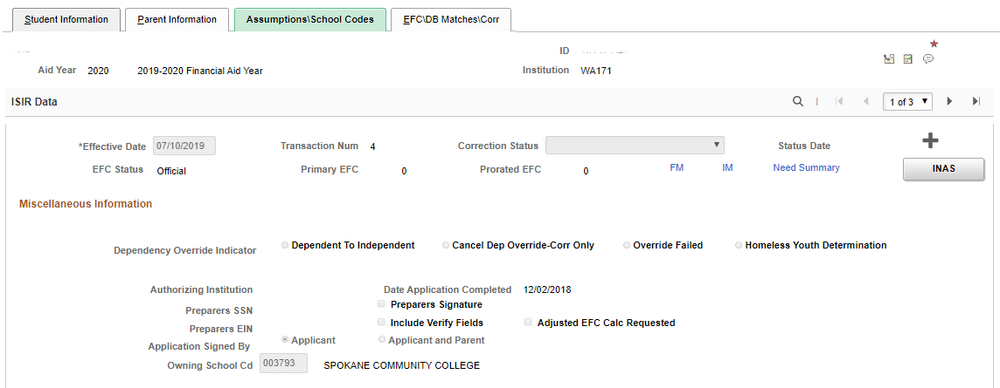 Student Information Parent Information Assumptions\School Codes EFC\DB Matches\Corr
ID
Aid Year 2020 2019-2020 Financial Aid Year Institution WA171
ISIR Data 1 of 3
*Effective Date 07/10/2019 Transaction Num 4 Correction Status Status Date
EFC Status Official Primary EFC 0 Prorated EFC 0 FM IM Need Summary INAS
Miscellaneous Information
Dependency Override Indicator Dependent To Independent Cancel Dep Override-Corr Only Override Failed Homeless Youth Determination
Authorizing Institution Date Application Completed 12/02/2018
Preparers SSN Preparers Signature
Preparers EIN Include Verify Fields Adjusted EFC Calc Requested
Application Signed By Applicant Applicant and Parent
Owning School Cd 003793 SPOKANE COMMUNITY COLLEGE